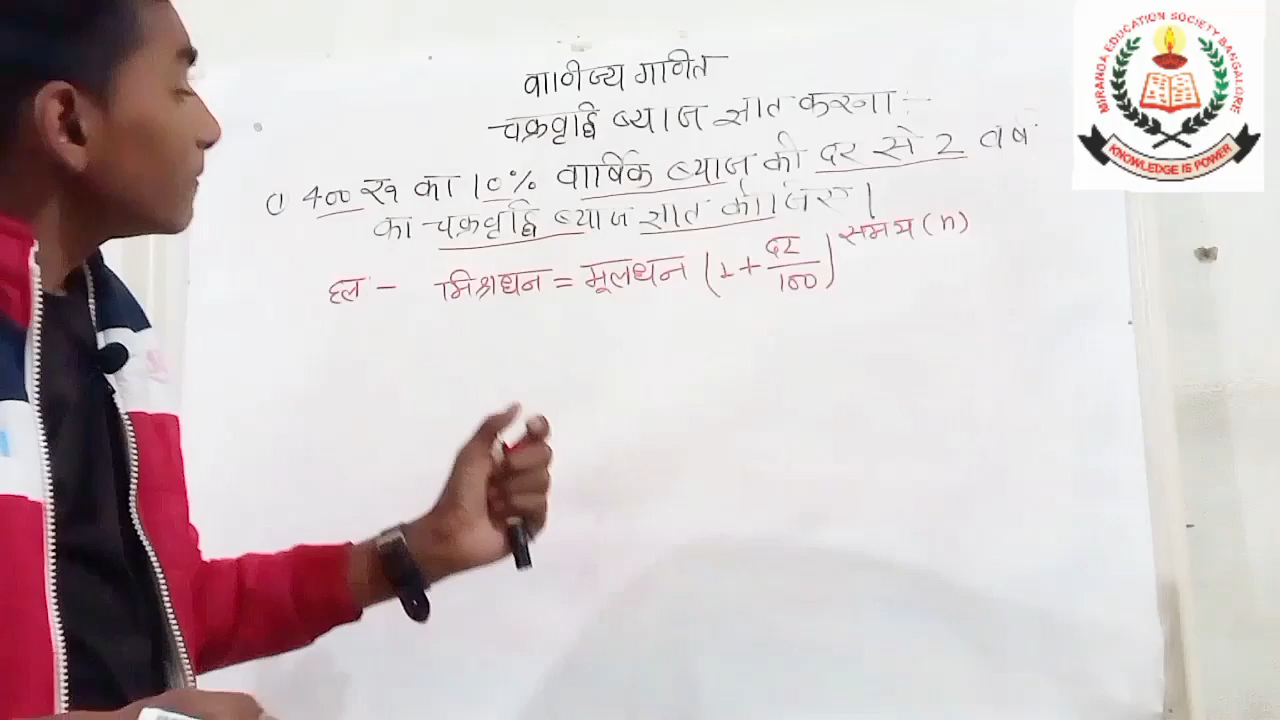 वाणिज्य गणित
चक्रवृद्धि ब्याज ज्ञात करना :-
(1) 400 रु का 10% वार्षिक ब्याज की दर से 2 वर्ष
का चक्रवृद्धि ब्याज ज्ञात कीजिए।
हल - मिश्रधन = मूलधन (1 + दर/100)^समय (n)
MIRANDA EDUCATION SOCIETY BANGALORE
KNOWLEDGE IS POWER